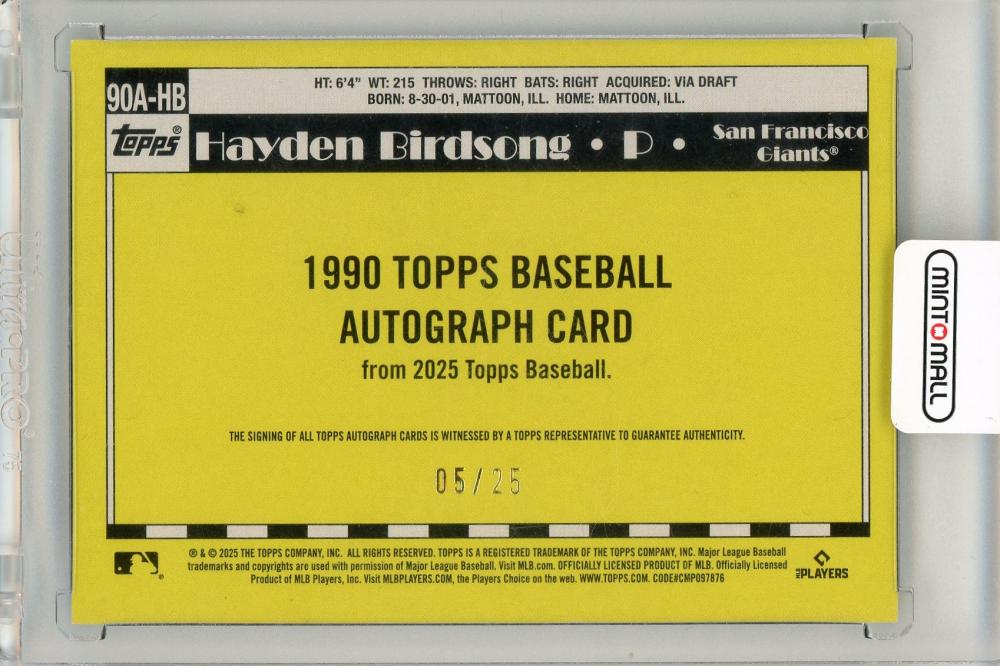 90A-HB
HT: 6'4" WT: 215 THROWS: RIGHT BATS: RIGHT ACQUIRED: VIA DRAFT
BORN: 8-30-01, MATTOON, ILL. HOME: MATTOON, ILL.
TOPPS®
Hayden Birdsong • P •
San Francisco
Giants®
1990 TOPPS BASEBALL
AUTOGRAPH CARD
from 2025 Topps Baseball.
THE SIGNING OF ALL TOPPS AUTOGRAPH CARDS IS WITNESSED BY A TOPPS REPRESENTATIVE TO GUARANTEE AUTHENTICITY.
05/25
® & © 2025 THE TOPPS COMPANY, INC. ALL RIGHTS RESERVED. TOPPS IS A REGISTERED TRADEMARK OF THE TOPPS COMPANY, INC. Major League Baseball
trademarks and copyrights are used with permission of Major League Baseball. Visit MLB.com. OFFICIALLY LICENSED PRODUCT OF MLB. Officially Licensed
Product of MLB Players, Inc. Visit MLBPLAYERS.COM, the Players Choice on the web. WWW.TOPPS.COM. CODE#CMP097876
MLB PLAYERS
MINT MALL
ULTRA PRO®